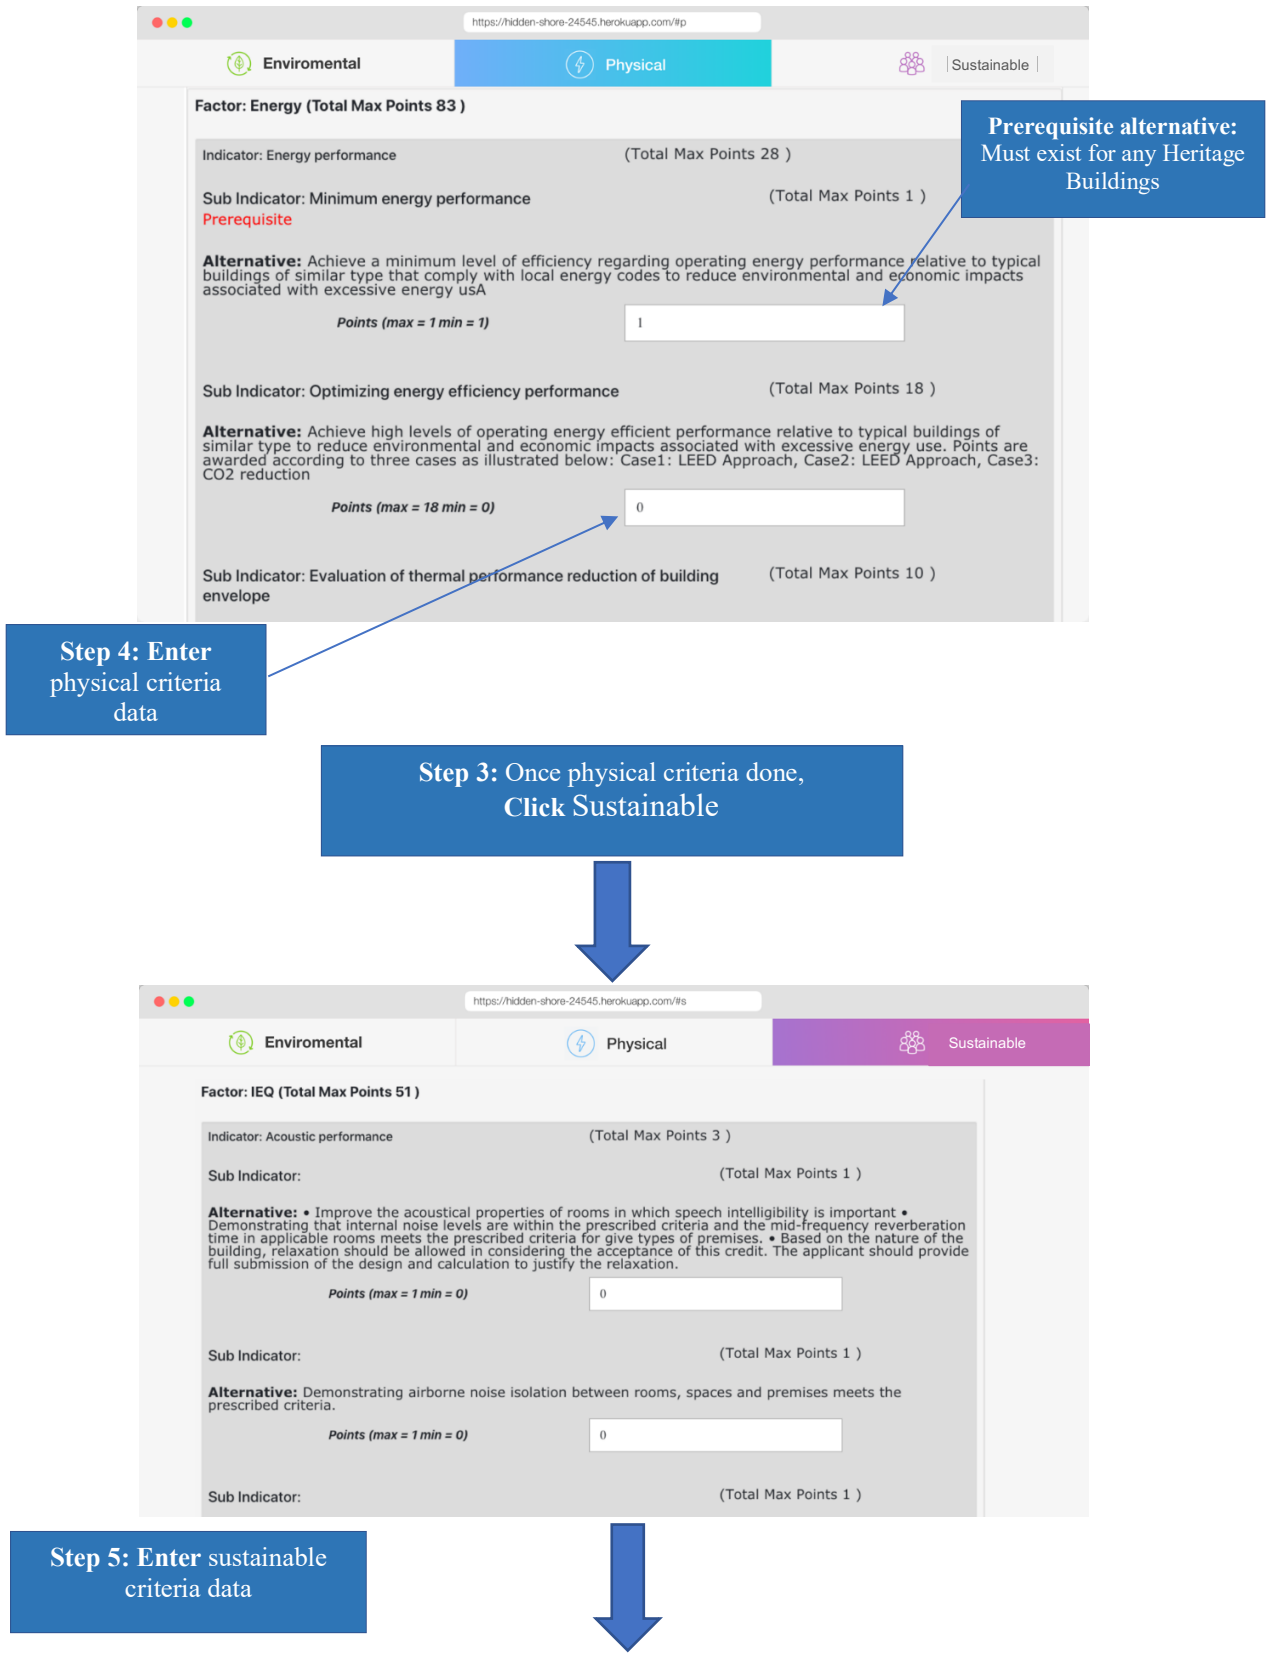 https://hidden-shore-24545.herokuapp.com/#p
Enviromental
Physical
Sustainable
Factor: Energy (Total Max Points 83 )
Prerequisite alternative:
Must exist for any Heritage
Buildings
Indicator: Energy performance (Total Max Points 28 )
Sub Indicator: Minimum energy performance (Total Max Points 1 )
Prerequisite
Alternative: Achieve a minimum level of efficiency regarding operating energy performance relative to typical
buildings of similar type that comply with local energy codes to reduce environmental and economic impacts
associated with excessive energy usA
Points (max = 1 min = 1) 1
Sub Indicator: Optimizing energy efficiency performance (Total Max Points 18 )
Alternative: Achieve high levels of operating energy efficient performance relative to typical buildings of
similar type to reduce environmental and economic impacts associated with excessive energy use. Points are
awarded according to three cases as illustrated below: Case1: LEED Approach, Case2: LEED Approach, Case3:
CO2 reduction
Points (max = 18 min = 0) 0
Sub Indicator: Evaluation of thermal performance reduction of building (Total Max Points 10 )
envelope
Step 4: Enter
physical criteria
data
Step 3: Once physical criteria done,
Click Sustainable
https://hidden-shore-24545.herokuapp.com/#s
Enviromental
Physical
Sustainable
Factor: IEQ (Total Max Points 51 )
Indicator: Acoustic performance (Total Max Points 3 )
Sub Indicator: (Total Max Points 1 )
Alternative: • Improve the acoustical properties of rooms in which speech intelligibility is important •
Demonstrating that internal noise levels are within the prescribed criteria and the mid-frequency reverberation
time in applicable rooms meets the prescribed criteria for give types of premises. • Based on the nature of the
building, relaxation should be allowed in considering the acceptance of this credit. The applicant should provide
full submission of the design and calculation to justify the relaxation.
Points (max = 1 min = 0) 0
Sub Indicator: (Total Max Points 1 )
Alternative: Demonstrating airborne noise isolation between rooms, spaces and premises meets the
prescribed criteria.
Points (max = 1 min = 0) 0
Sub Indicator: (Total Max Points 1 )
Step 5: Enter sustainable
criteria data